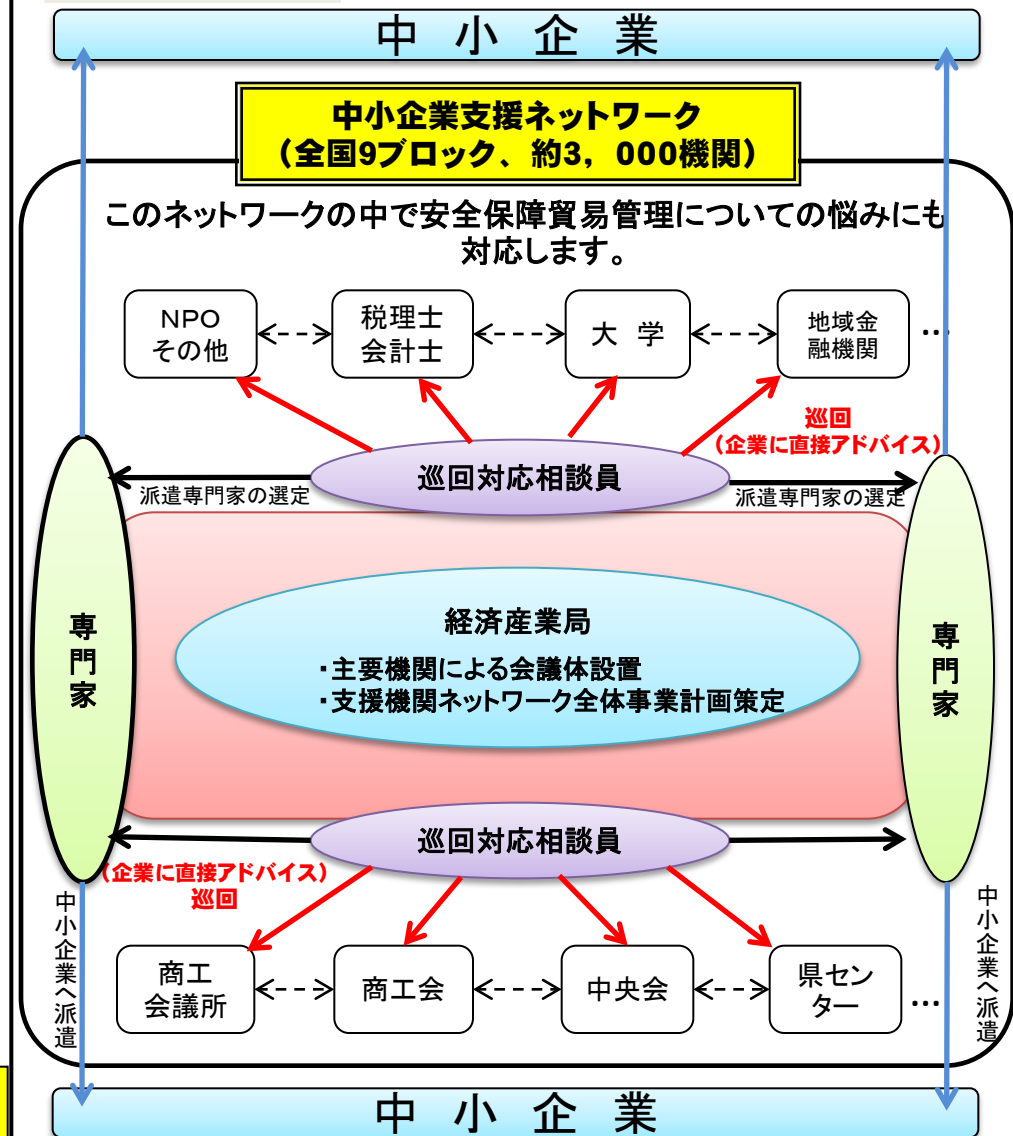 中小企業
中小企業支援ネットワーク
（全国9ブロック、約3，000機関）
このネットワークの中で安全保障貿易管理についての悩みにも
対応します。
NPO
その他
税理士
会計士
大学
地域金
融機関
…
巡回
（企業に直接アドバイス）
巡回対応相談員
派遣専門家の選定
派遣専門家の選定
専門家
経済産業局
・主要機関による会議体設置
・支援機関ネットワーク全体事業計画策定
専門家
巡回対応相談員
（企業に直接アドバイス）
巡回
中小企業へ派遣
商工
会議所
商工会
中央会
県セン
ター
…
中小企業へ派遣
中小企業